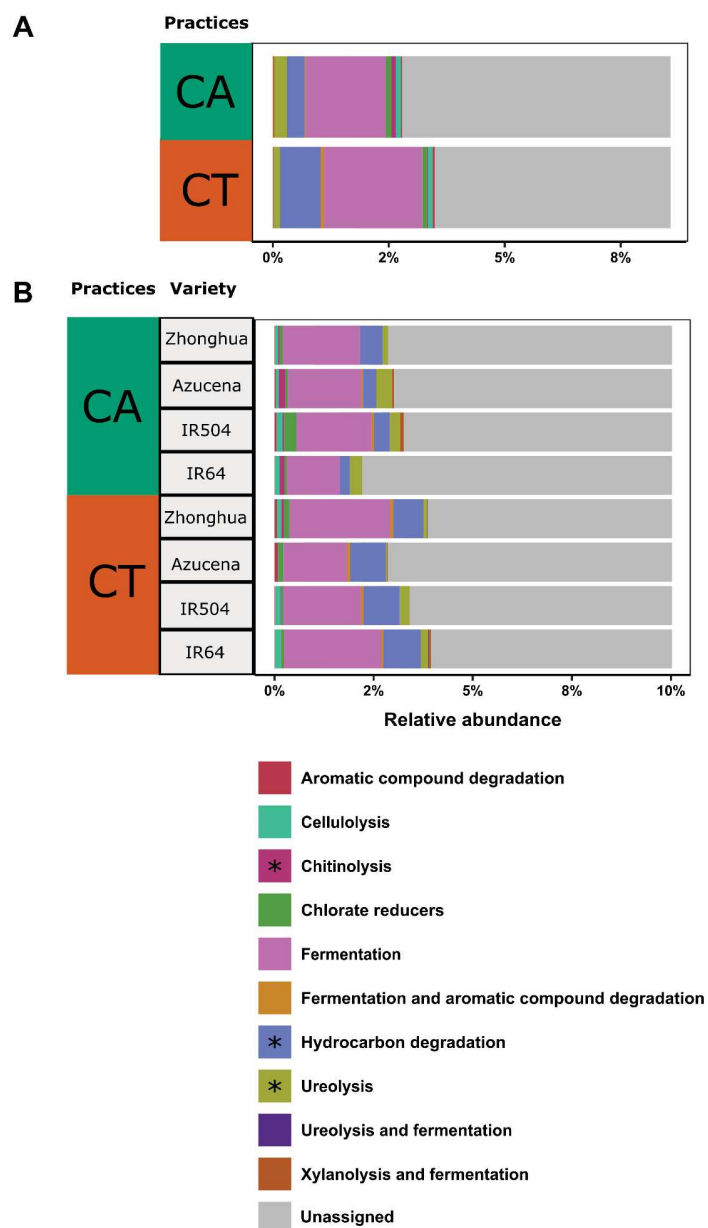 A
Practices
CA
CT
0% 2% 5% 8%
B
Practices Variety
CA
Zhonghua
Azucena
IR504
IR64
CT
Zhonghua
Azucena
IR504
IR64
0% 2% 5% 8% 10%
Relative abundance
Aromatic compound degradation
Cellulolysis
* Chitinolysis
Chlorate reducers
Fermentation
Fermentation and aromatic compound degradation
* Hydrocarbon degradation
* Ureolysis
Ureolysis and fermentation
Xylanolysis and fermentation
Unassigned